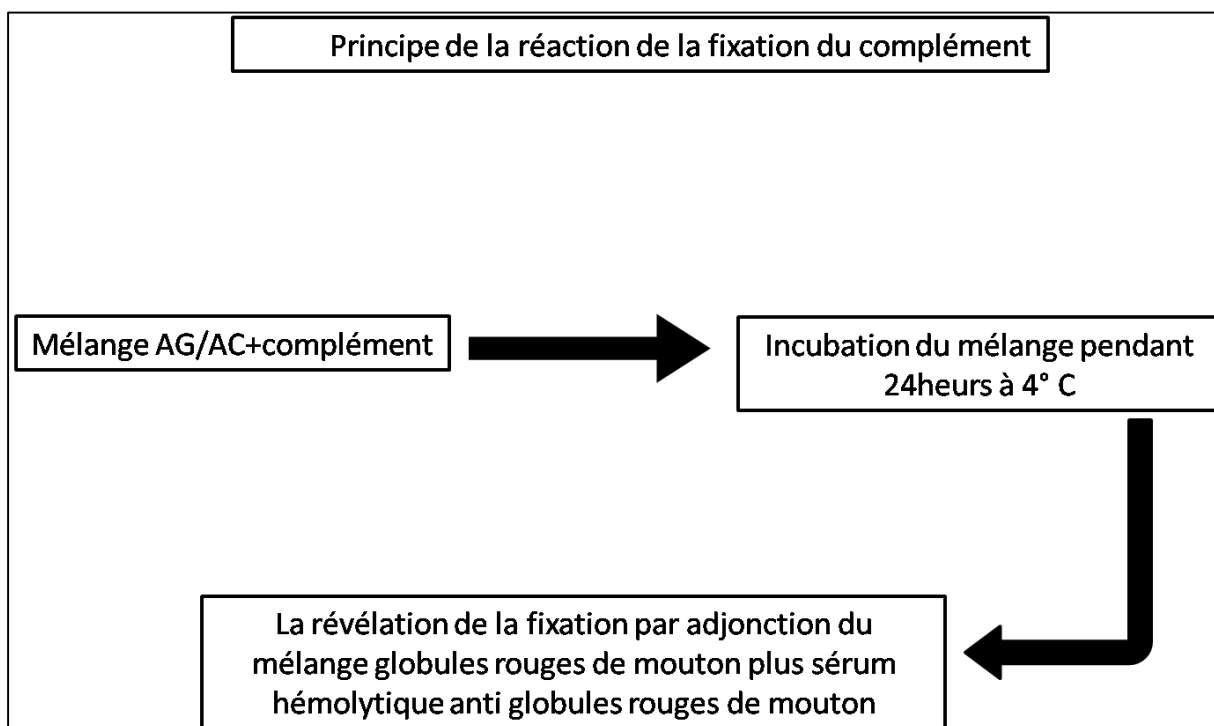 Principe de la réaction de la fixation du complément
Mélange AG/AC+complément
Incubation du mélange pendant
24heurs à 4° C
La révélation de la fixation par adjonction du
mélange globules rouges de mouton plus sérum
hémolytique anti globules rouges de mouton